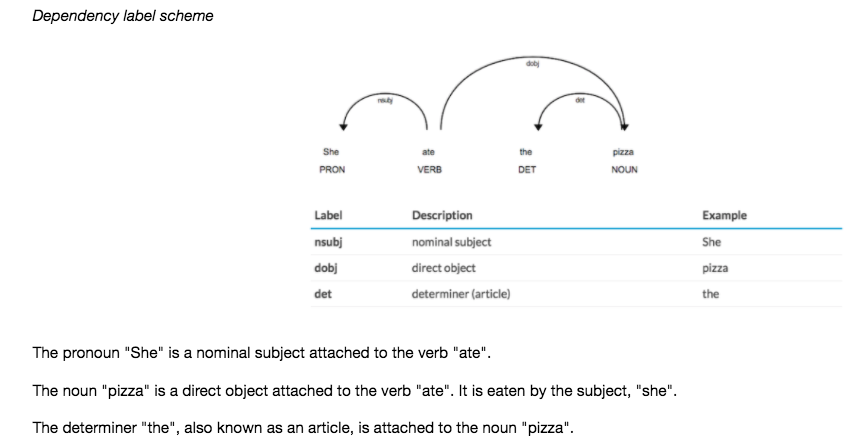 Dependency label scheme
dobj
nsubj det
She ate the pizza
PRON VERB DET NOUN
Label Description Example
nsubj nominal subject She
dobj direct object pizza
det determiner (article) the
The pronoun "She" is a nominal subject attached to the verb "ate".
The noun "pizza" is a direct object attached to the verb "ate". It is eaten by the subject, "she".
The determiner "the", also known as an article, is attached to the noun "pizza".